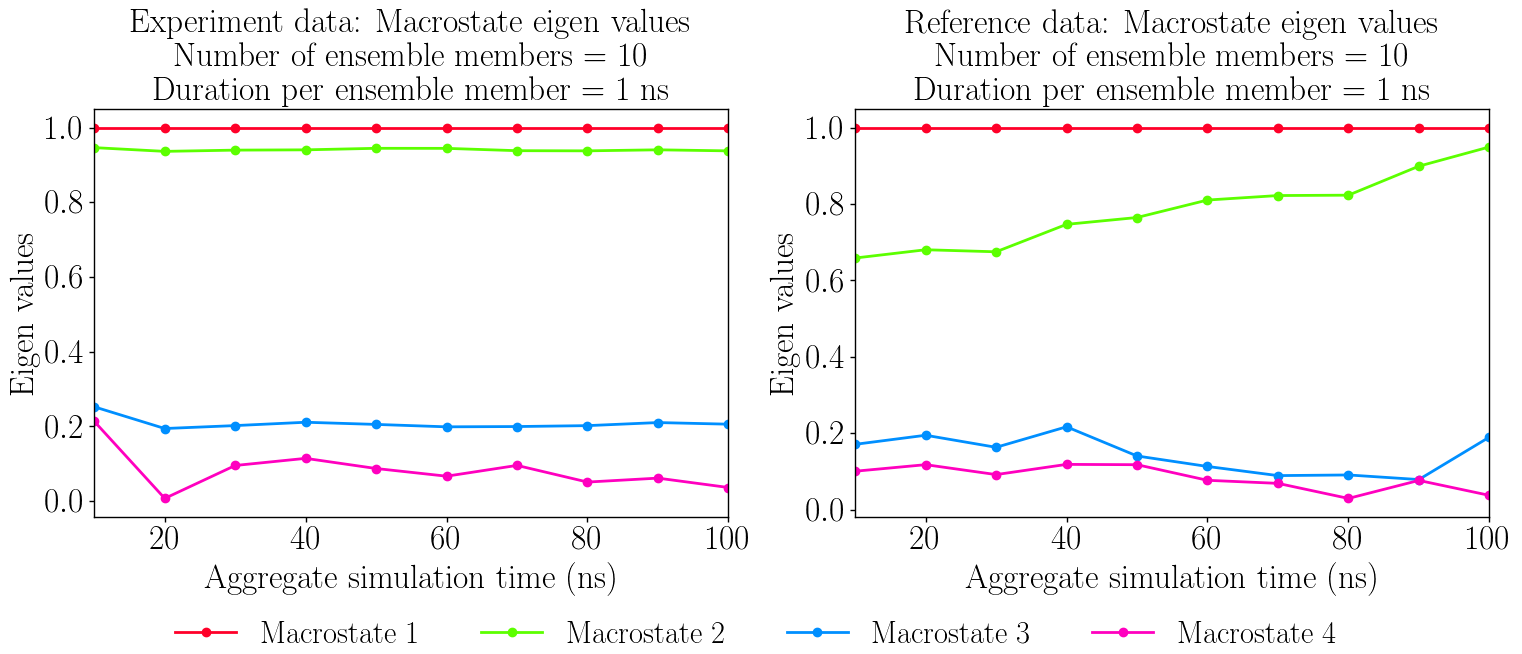 Experiment data: Macrostate eigen values
Number of ensemble members = 10
Duration per ensemble member = 1 ns
1.0
0.8
0.6
0.4
0.2
0.0
Eigen values
20 40 60 80 100
Aggregate simulation time (ns)
Reference data: Macrostate eigen values
Number of ensemble members = 10
Duration per ensemble member = 1 ns
1.0
0.8
0.6
0.4
0.2
0.0
Eigen values
20 40 60 80 100
Aggregate simulation time (ns)
Macrostate 1 Macrostate 2 Macrostate 3 Macrostate 4